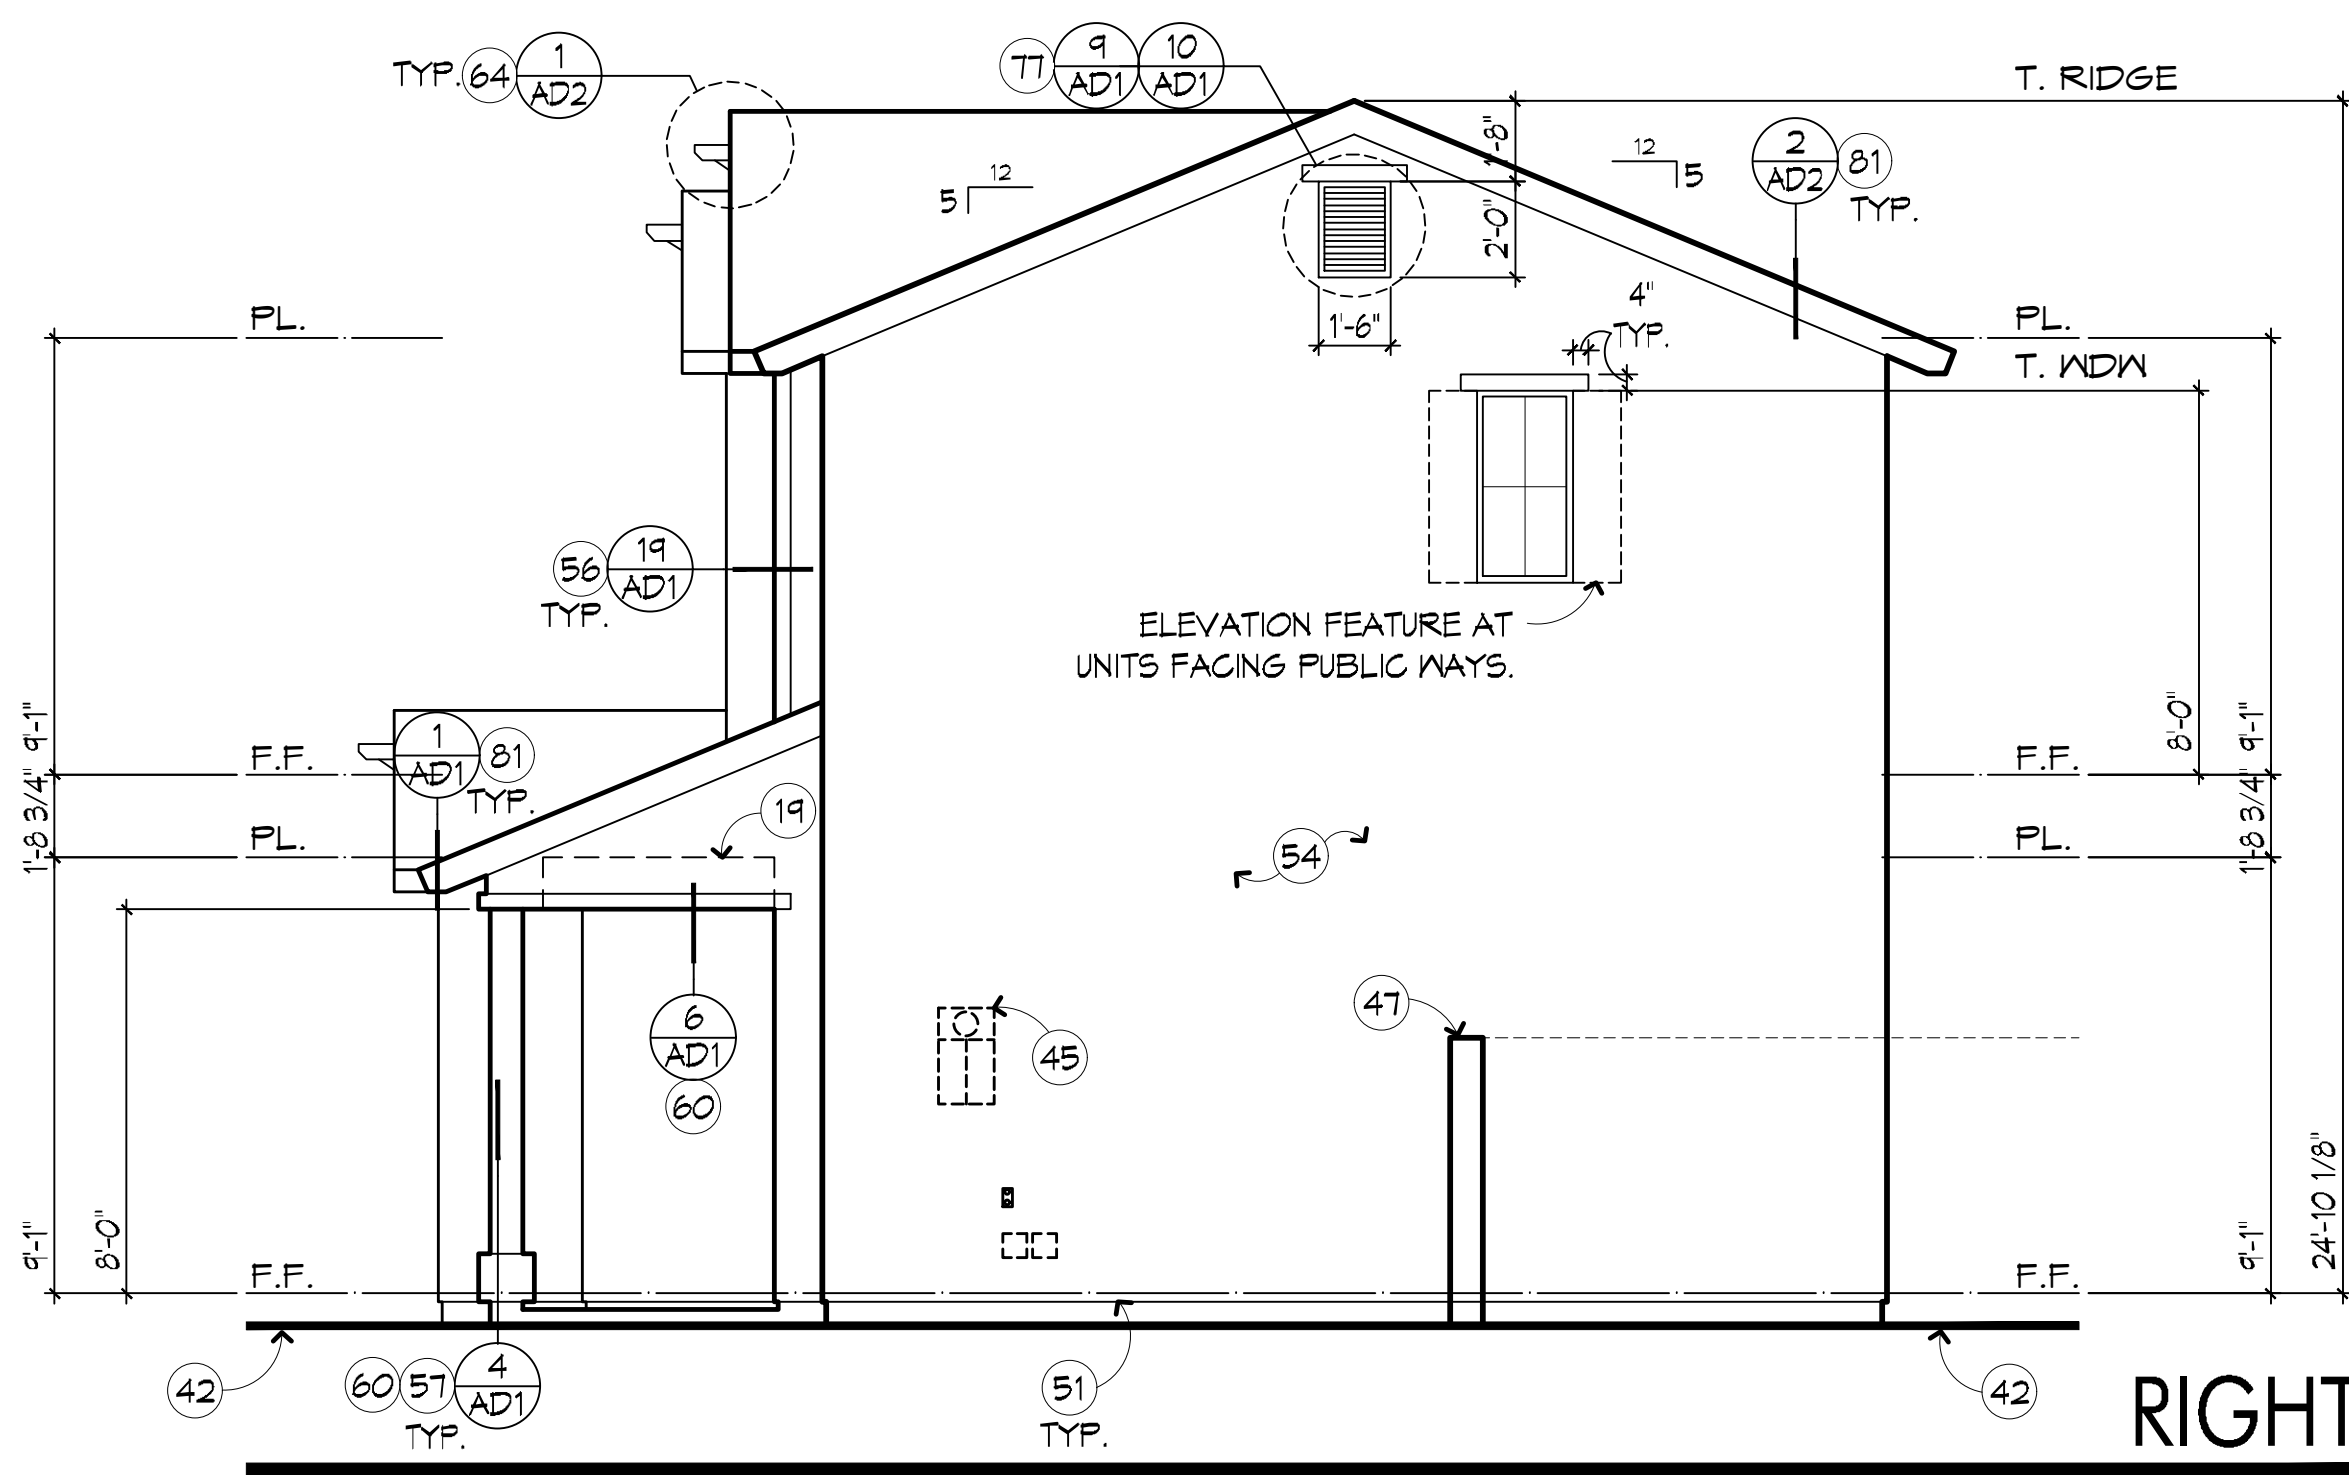 TYP. 64 1 AD2
77 9 AD1 10 AD1
T. RIDGE
1'-8"
12
5
12
5
2 AD2 81
TYP.
2'-0"
4"
TYP.
1'-6"
PL.
PL.
T. WDW
56 19 AD1
TYP.
ELEVATION FEATURE AT
UNITS FACING PUBLIC WAYS.
9'-1"
8'-0"
9'-1"
1 AD1 81
TYP.
F.F.
F.F.
1'-8 3/4"
1'-8 3/4"
19
PL.
PL.
54
47
45
6 AD1
60
9'-1"
8'-0"
9'-1"
24'-10 1/8"
F.F.
F.F.
42
60 57 4 AD1
TYP.
51
TYP.
42
RIGHT